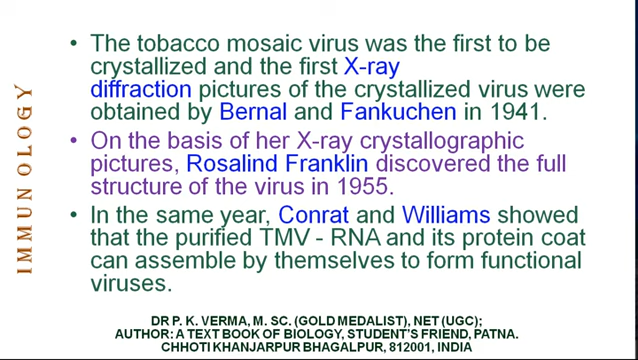 IMMUNOLOGY
• The tobacco mosaic virus was the first to be
crystallized and the first X-ray
diffraction pictures of the crystallized virus were
obtained by Bernal and Fankuchen in 1941.
• On the basis of her X-ray crystallographic
pictures, Rosalind Franklin discovered the full
structure of the virus in 1955.
• In the same year, Conrat and Williams showed
that the purified TMV - RNA and its protein coat
can assemble by themselves to form functional
viruses.
DR P. K. VERMA, M. SC. (GOLD MEDALIST), NET (UGC);
AUTHOR: A TEXT BOOK OF BIOLOGY, STUDENT'S FRIEND, PATNA.
CHHOTI KHANJARPUR BHAGALPUR, 812001, INDIA